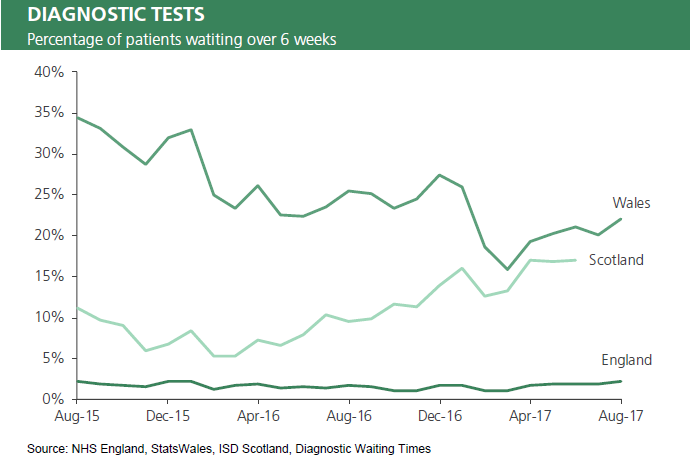 DIAGNOSTIC TESTS
Percentage of patients watiting over 6 weeks
40%
35%
30%
25%
20%
15%
10%
5%
0%
Wales
Scotland
England
Aug-15 Dec-15 Apr-16 Aug-16 Dec-16 Apr-17 Aug-17
Source: NHS England, StatsWales, ISD Scotland, Diagnostic Waiting Times